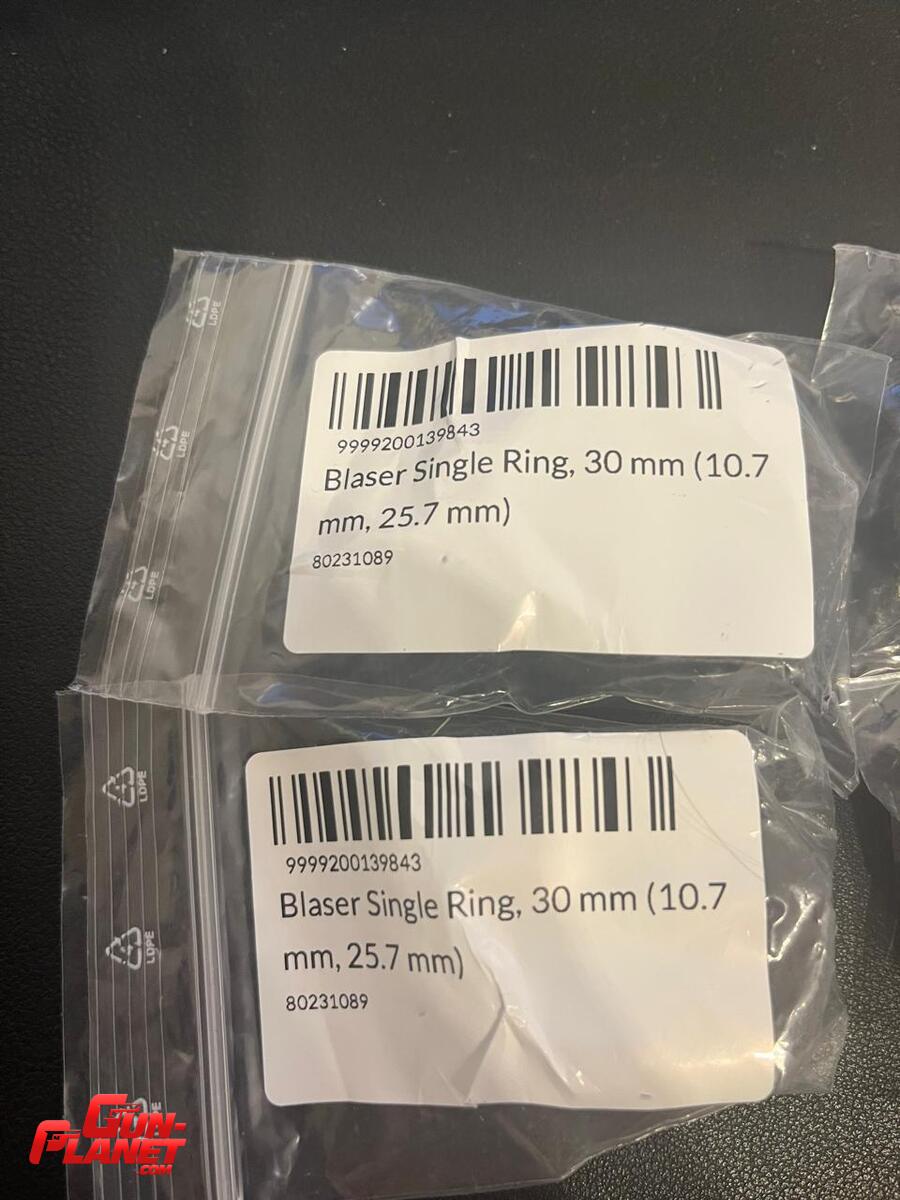 LDPE
LDPE
LDPE
9999200139843
Blaser Single Ring, 30 mm (10.7
mm, 25.7 mm)
80231089
LDPE
LDPE
9999200139843
Blaser Single Ring, 30 mm (10.7
mm, 25.7 mm)
80231089
GUN-
PLANET
.COM